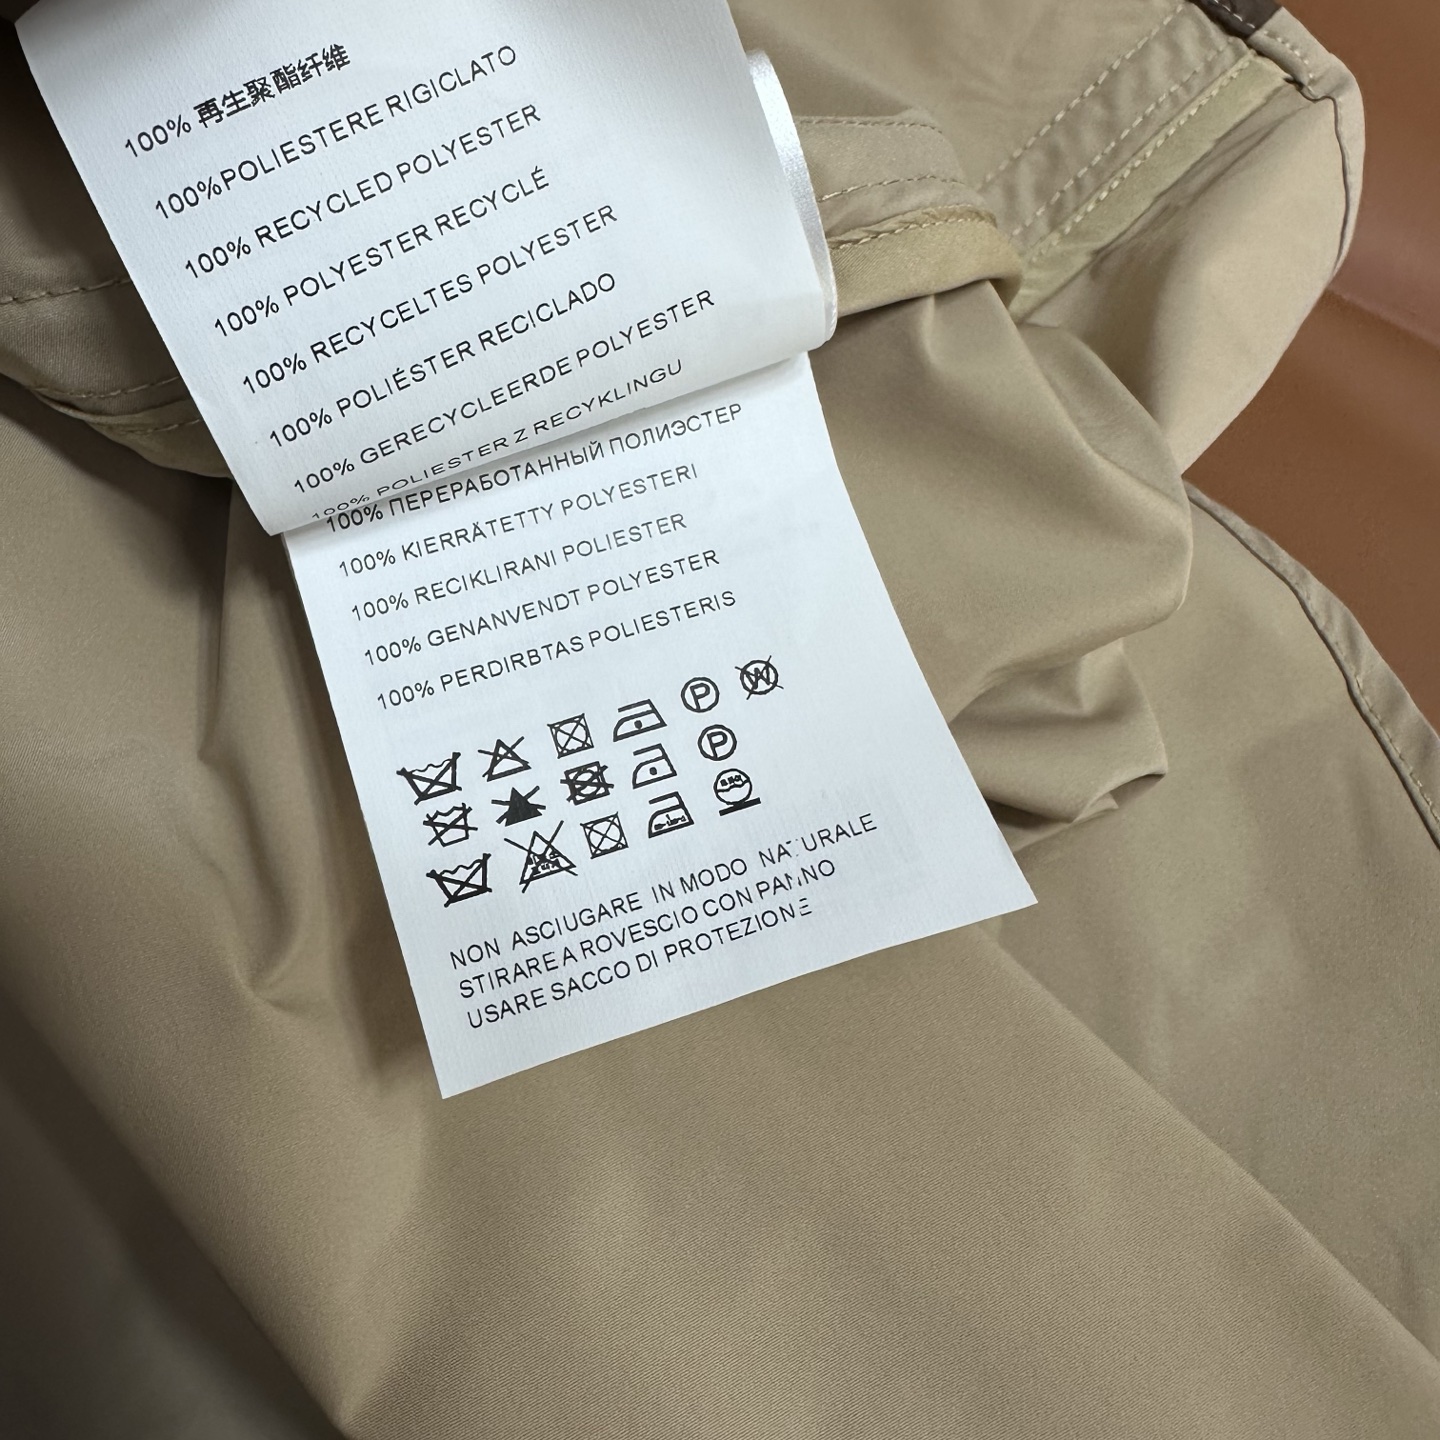 100% 再生聚酯纤维
100%POLIESTERE RIGICLATO
100% RECYCLED POLYESTER
100% POLYESTER RECYCLÉ
100% RECYCELTES POLYESTER
100% POLIÉSTER RECICLADO
100% GERECYCLEERDE POLYESTER
100% POLIESTER Z RECYKLINGU
100% ПЕРЕРАБОТАННЫЙ ПОЛИЭСТЕР
100% KIERRÄTETTY POLYESTERI
100% RECIKLIRANI POLIESTER
100% GENANVENDT POLYESTER
100% PERDIRBTAS POLIESTERIS
P W
P
NON ASCIUGARE IN MODO NATURALE
STIRARE A ROVESCIO CON PANNO
USARE SACCO DI PROTEZIONE